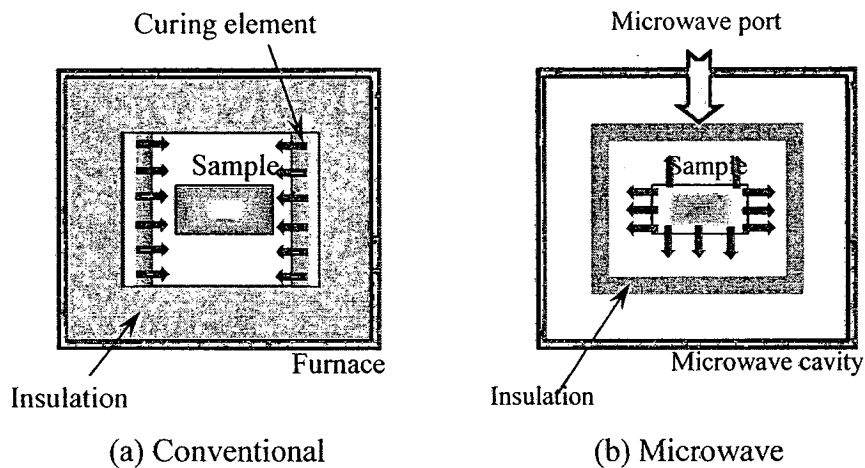 Curing element
Sample
Furnace
Insulation
(a) Conventional
Microwave port
Sample
Microwave cavity
Insulation
(b) Microwave